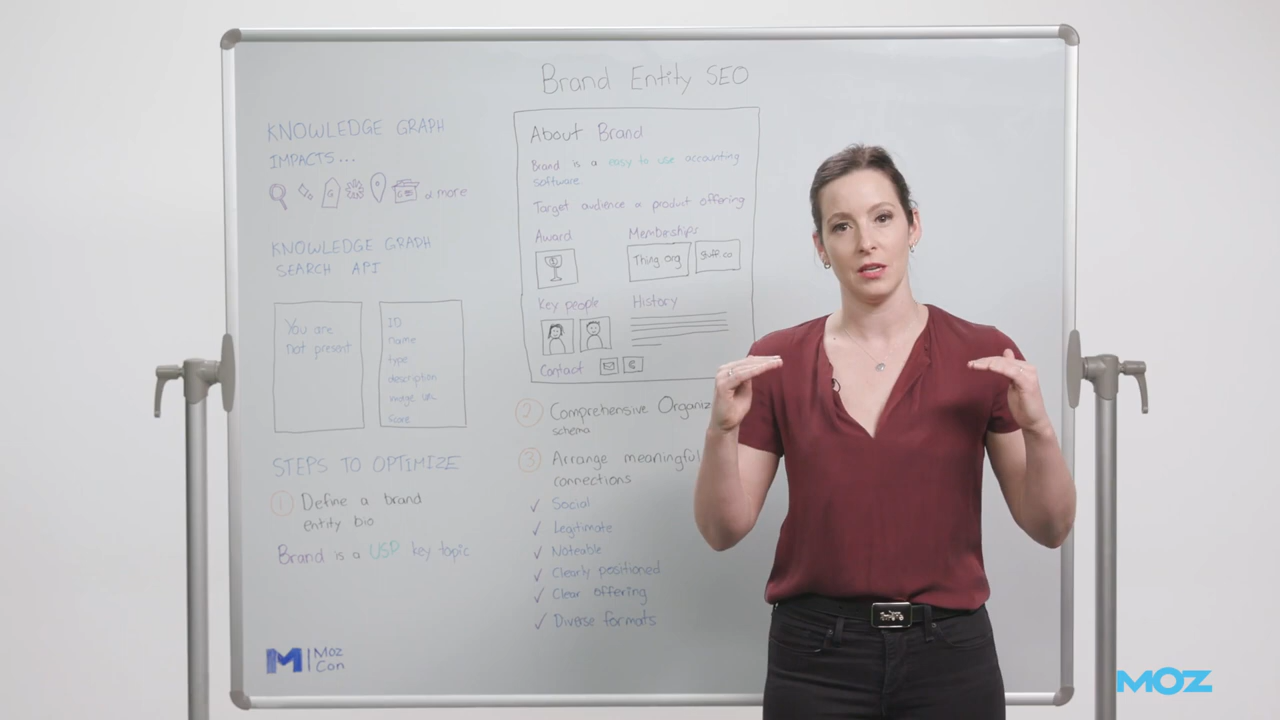 Brand Entity SEO
KNOWLEDGE GRAPH
IMPACTS...
G
G
& more
KNOWLEDGE GRAPH
SEARCH API
You are
not present
ID
name
type
description
score
STEPS TO OPTIMIZE
1 Define a brand
entity bio
Brand is a USP key topic
M | Moz
Con
About Brand
Brand is a easy to use accounting
software
Target audience & product offering
Award
Memberships
Thing org
guff.co
Key people
History
Contact
2 Comprehensive Organiz
schema
3 Arrange meaningful
connections
✓ Social
✓ Legitimate
✓ Noteable
✓ Clearly positioned
✓ Clear offering
✓ Diverse formats
MOZ